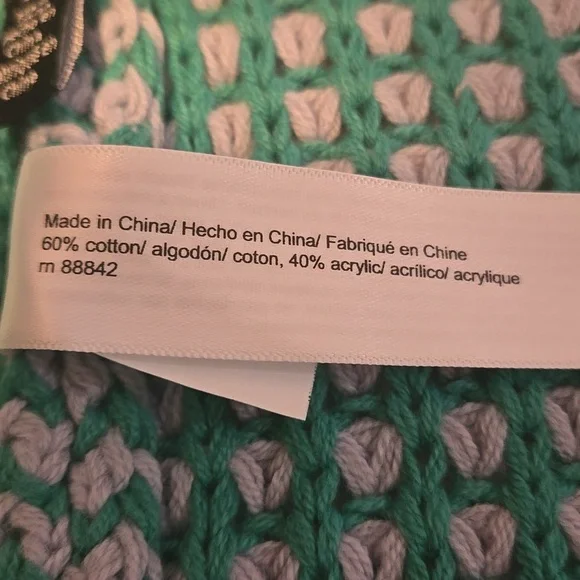 Made in China/ Hecho en China/ Fabriqué en Chine
60% cotton/ algodón/ coton, 40% acrylic/ acrílico/ acrylique
rn 88842